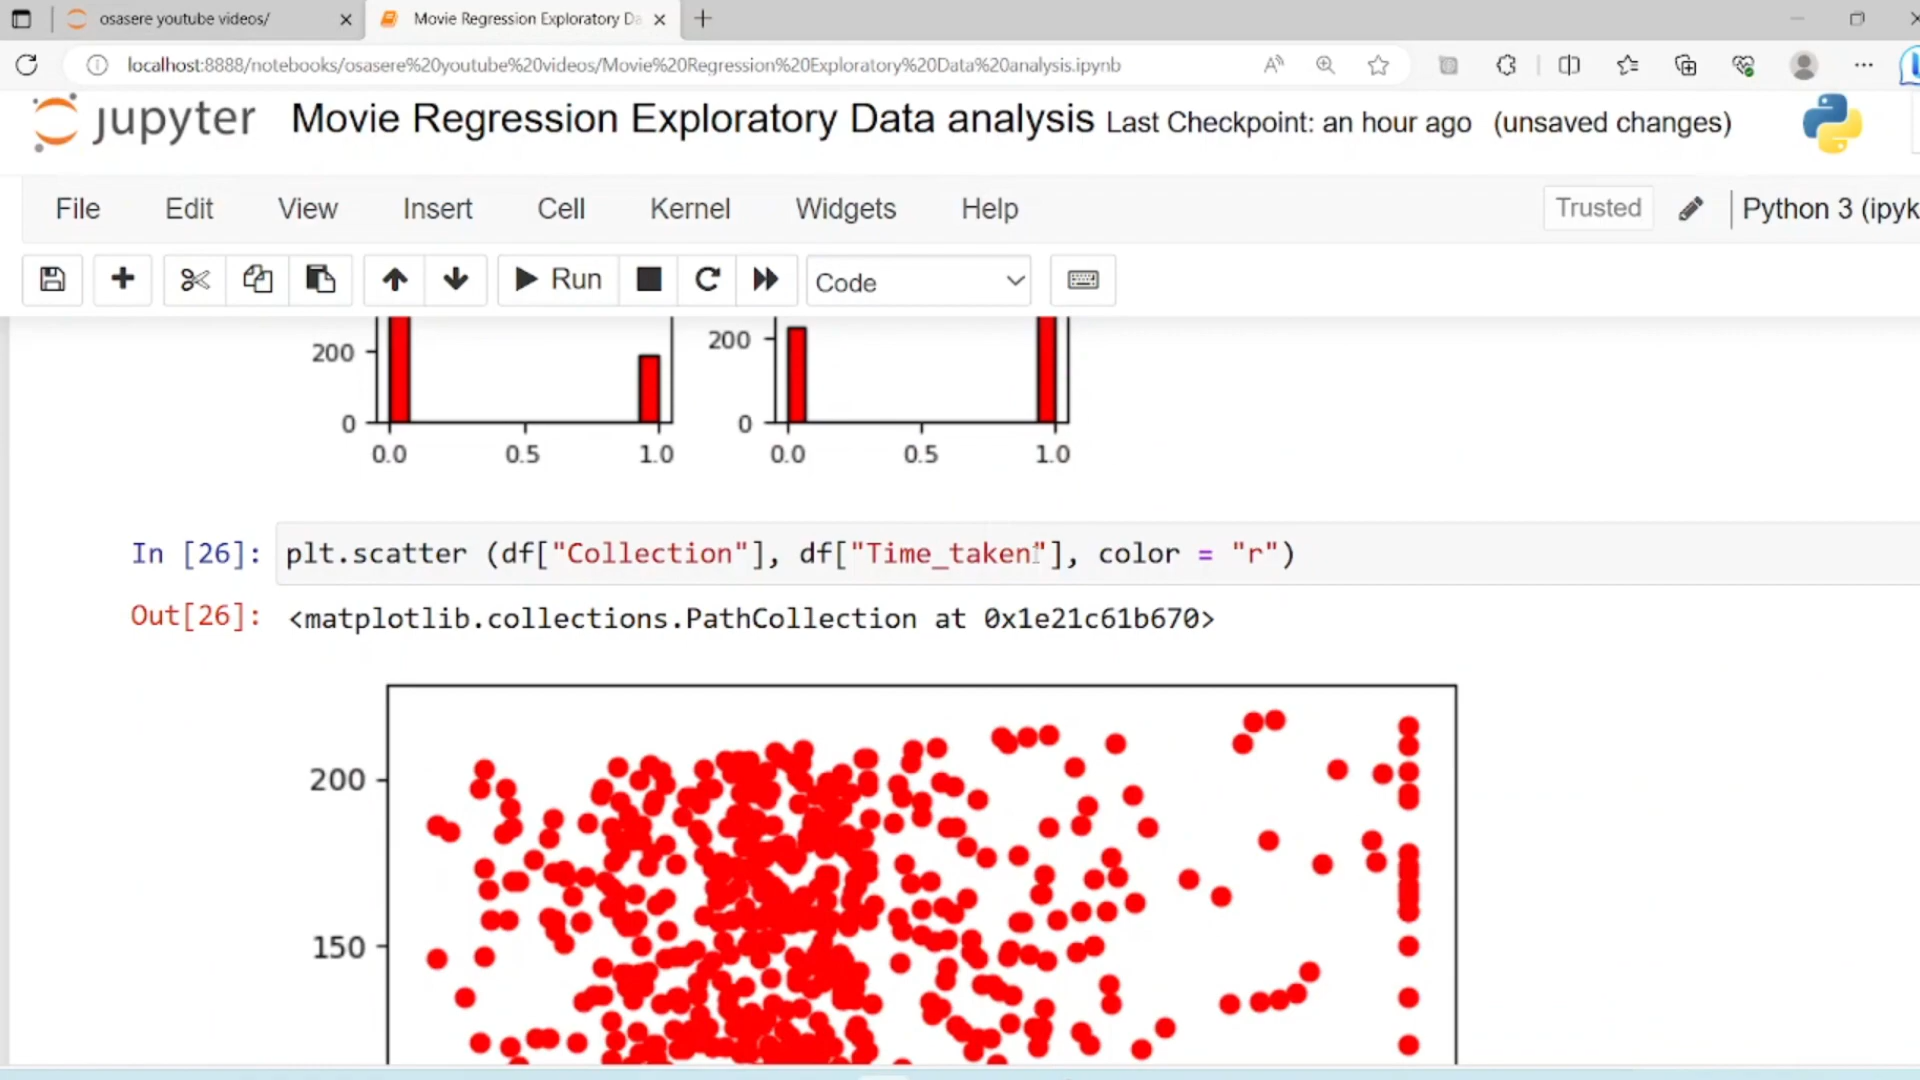 osasere youtube videos/
Movie Regression Exploratory Da
localhost:8888/notebooks/osasere%20youtube%20videos/Movie%20Regression%20Exploratory%20Data%20analysis.ipynb
jupyter Movie Regression Exploratory Data analysis Last Checkpoint: an hour ago (unsaved changes)
File Edit View Insert Cell Kernel Widgets Help Trusted Python 3 (ipyk
Run Code
200 200
0 0
0.0 0.5 1.0 0.0 0.5 1.0
In [26]: plt.scatter (df["Collection"], df["Time_taken"], color = "r")
Out[26]: <matplotlib.collections.PathCollection at 0x1e21c61b670>
200
150